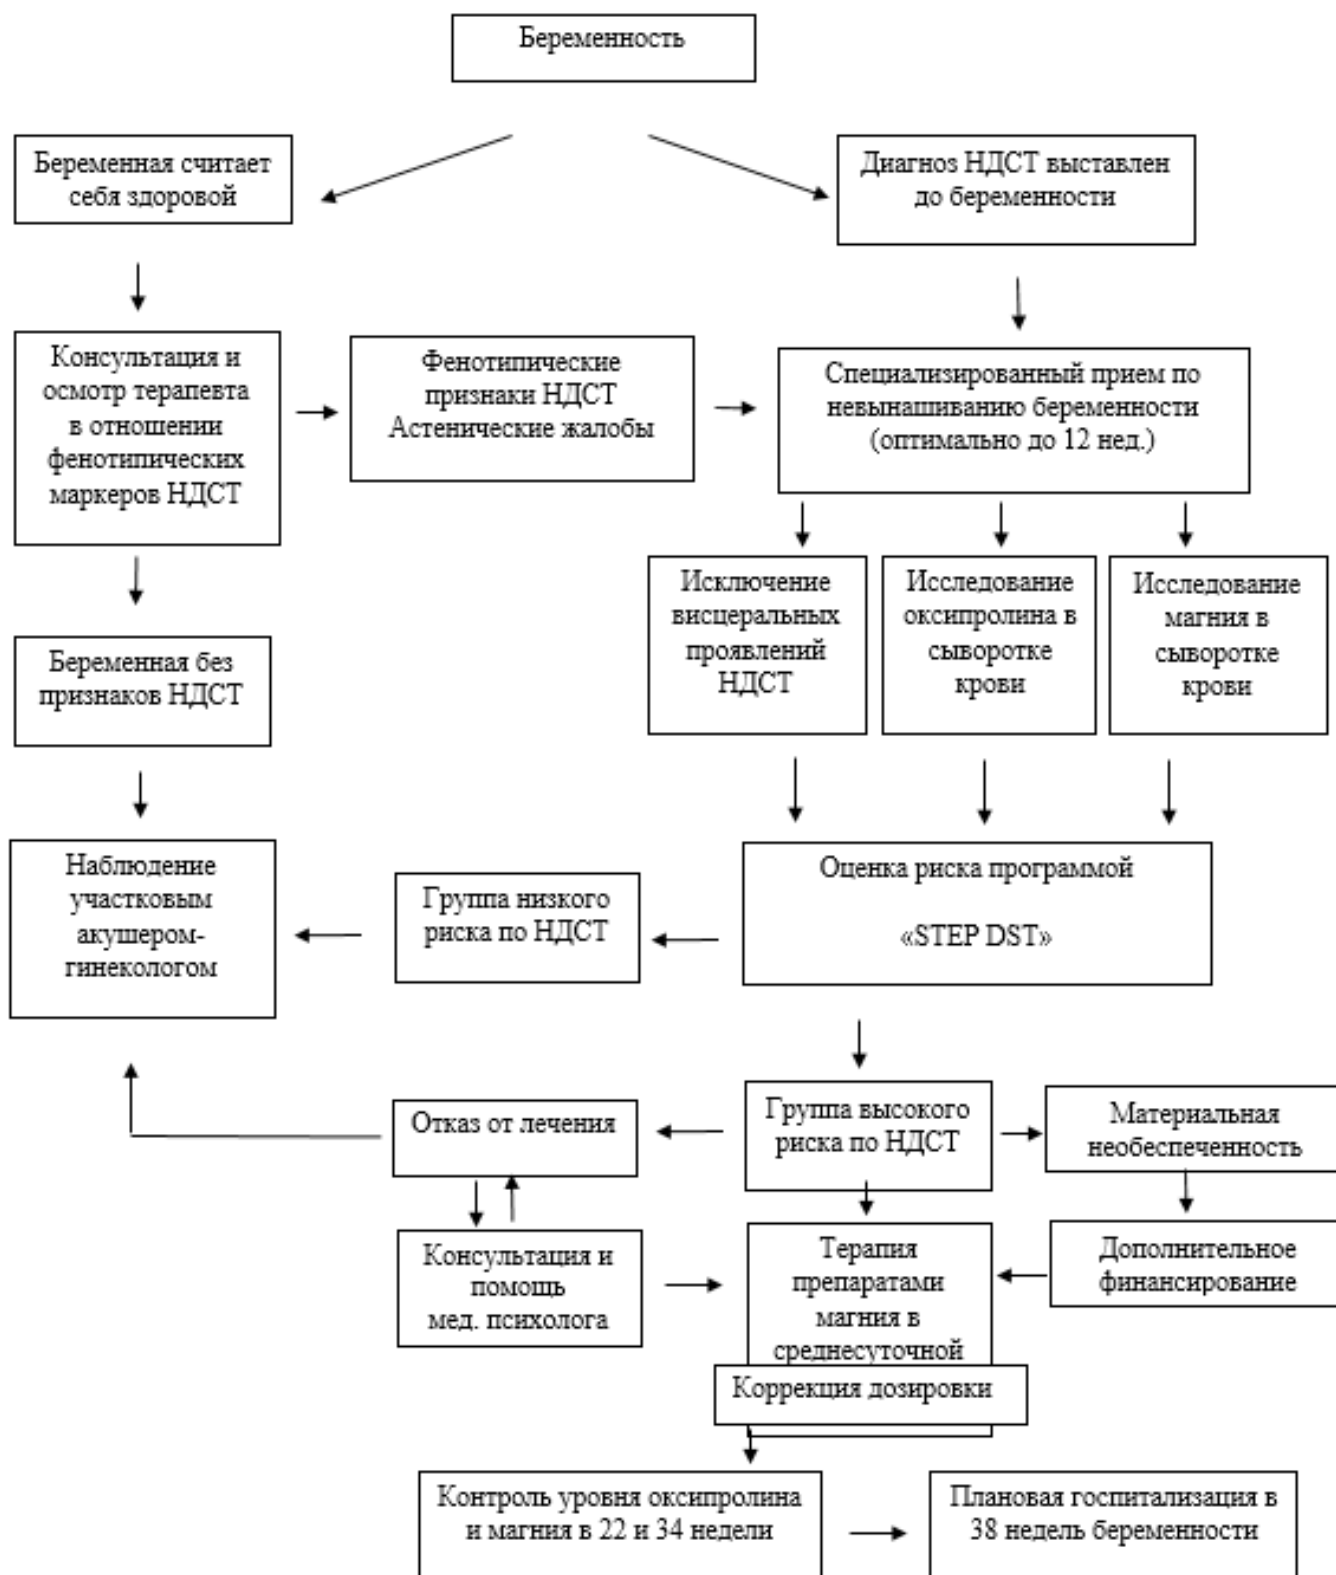 Беременность
Беременная считает
себя здоровой
Диагноз НДСТ выставлен
до беременности
Консультация и
осмотр терапевта
в отношении
фенотипических
маркеров НДСТ
Фенотипические
признаки НДСТ
Астенические жалобы
Специализированный прием по
невынашиванию беременности
(оптимально до 12 нед.)
Исключение
висцеральных
проявлений
НДСТ
Исследование
оксипролина в
сыворотке
крови
Исследование
магния в
сыворотке
крови
Беременная без
признаков НДСТ
Наблюдение
участковым
акушером-
гинекологом
Группа низкого
риска по НДСТ
Оценка риска программой
«STEP DST»
Отказ от лечения
Группа высокого
риска по НДСТ
Материальная
необеспеченность
Консультация и
помощь
мед. психолога
Терапия
препаратами
магния в
среднесуточной
Дополнительное
финансирование
Коррекция дозировки
Контроль уровня оксипролина
и магния в 22 и 34 недели
Плановая госпитализация в
38 недель беременности